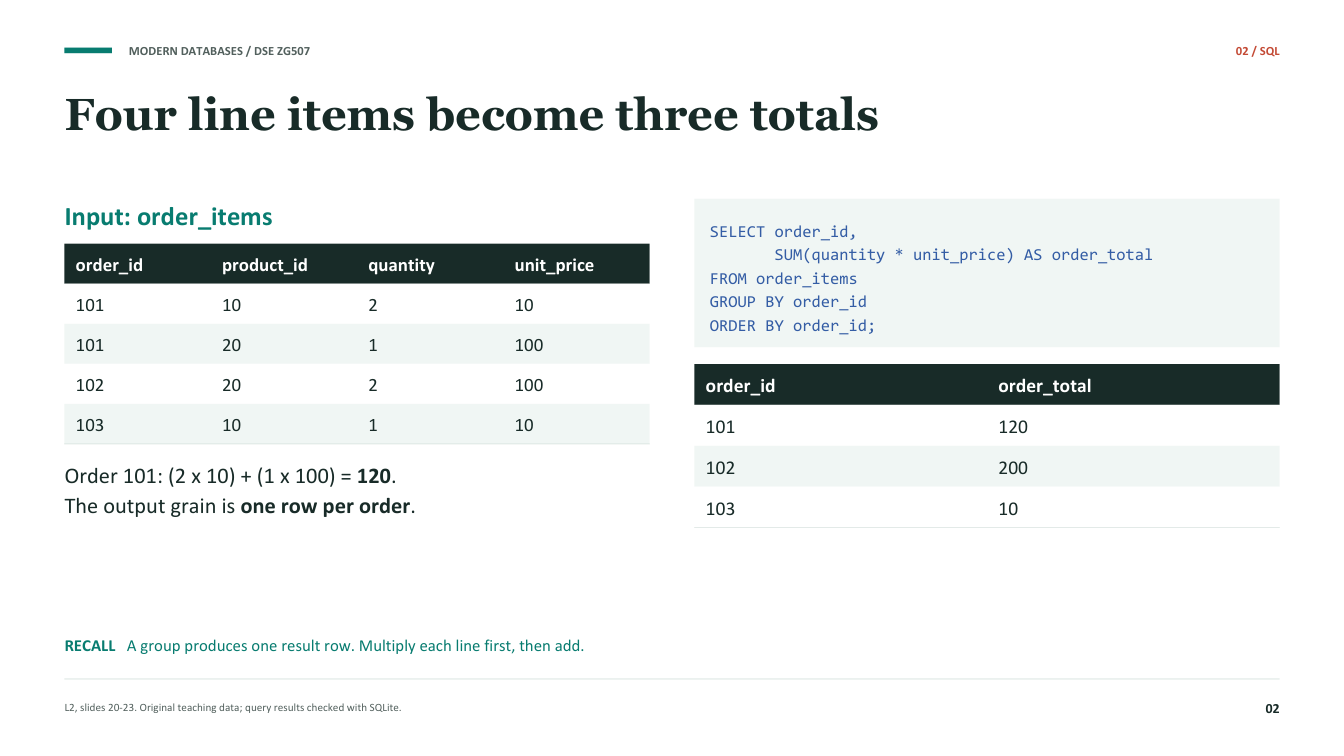 MODERN DATABASES / DSE ZG507
02 / SQL
Four line items become three totals
Input: order_items
order_id product_id quantity unit_price
101 10 2 10
101 20 1 100
102 20 2 100
103 10 1 10
Order 101: (2 x 10) + (1 x 100) = 120.
The output grain is one row per order.
SELECT order_id,
       SUM(quantity * unit_price) AS order_total
FROM order_items
GROUP BY order_id
ORDER BY order_id;
order_id order_total
101 120
102 200
103 10
RECALL A group produces one result row. Multiply each line first, then add.
L2, slides 20-23. Original teaching data; query results checked with SQLite.
02